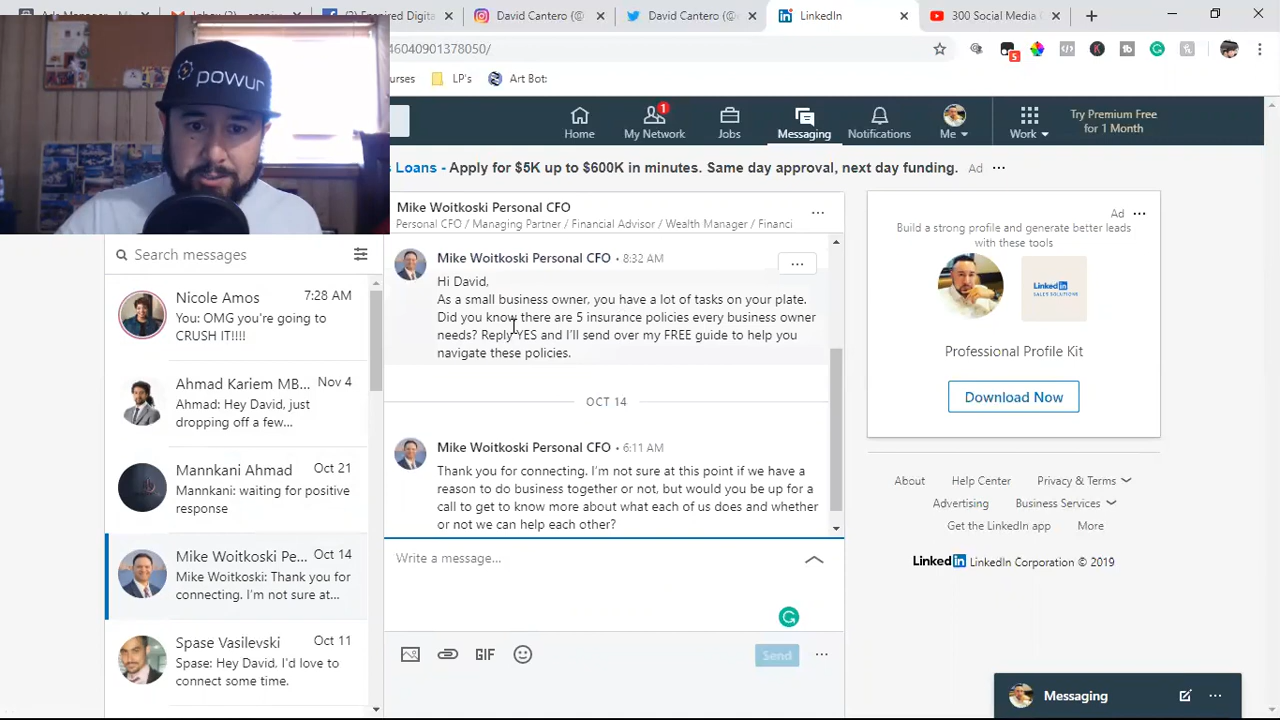 Ads Manager
Featured Digita
David Cantero (@
David Cantero (@
LinkedIn
300 Social Media
46040901378050/
5
urses
LP's
Art Bot:
powur
Home
My Network
1
Jobs
Messaging
Notifications
Me
Work
Try Premium Free
for 1 Month
s Loans - Apply for $5K up to $600K in minutes. Same day approval, next day funding. Ad
Search messages
Nicole Amos
7:28 AM
You: OMG you're going to
CRUSH IT!!!!
Ahmad Kariem MB...
Nov 4
Ahmad: Hey David, just
dropping off a few...
Mannkani Ahmad
Oct 21
Mannkani: waiting for positive
response
Mike Woitkoski Pe...
Oct 14
Mike Woitkoski: Thank you for
connecting. I'm not sure at...
Spase Vasilevski
Oct 11
Spase: Hey David, I'd love to
connect some time.
Mike Woitkoski Personal CFO
Personal CFO / Managing Partner / Financial Advisor / Wealth Manager / Financi
Mike Woitkoski Personal CFO • 8:32 AM
Hi David,
As a small business owner, you have a lot of tasks on your plate.
Did you know there are 5 insurance policies every business owner
needs? Reply YES and I'll send over my FREE guide to help you
navigate these policies.
OCT 14
Mike Woitkoski Personal CFO • 6:11 AM
Thank you for connecting. I'm not sure at this point if we have a
reason to do business together or not, but would you be up for a
call to get to know more about what each of us does and whether
or not we can help each other?
Write a message...
GIF
Send
Ad
Build a strong profile and generate better leads
with these tools
Linked in
SALES SOLUTIONS
Professional Profile Kit
Download Now
About
Help Center
Privacy & Terms
Advertising
Business Services
Get the LinkedIn app
More
Linked in LinkedIn Corporation © 2019
Messaging